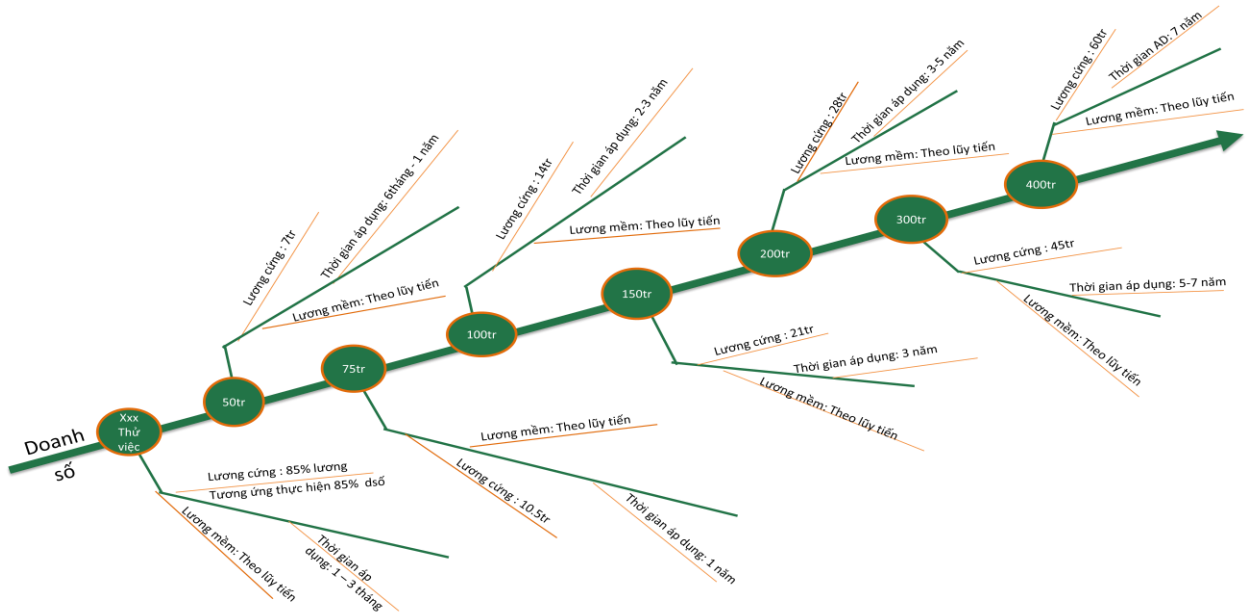 Doanh
số
Xxx
Thử
việc
Lương cứng : 85% lương
Tương ứng thực hiện 85% dsố
Lương mềm: Theo lũy tiến
Thời gian áp
dụng: 1 – 3 tháng
50tr
Lương cứng : 7tr
Thời gian áp dụng: 6tháng - 1 năm
Lương mềm: Theo lũy tiến
75tr
Lương mềm: Theo lũy tiến
Lương cứng : 10.5tr
Thời gian áp dụng: 1 năm
100tr
Lương cứng : 14tr
Thời gian áp dụng: 2-3 năm
Lương mềm: Theo lũy tiến
150tr
Lương cứng : 21tr
Thời gian áp dụng: 3 năm
Lương mềm: Theo lũy tiến
200tr
Lương cứng : 28tr
Thời gian áp dụng: 3-5 năm
Lương mềm: Theo lũy tiến
300tr
Lương cứng : 45tr
Thời gian áp dụng: 5-7 năm
Lương mềm: Theo lũy tiến
400tr
Lương cứng : 60tr
Thời gian AD: 7 năm
Lương mềm: Theo lũy tiến